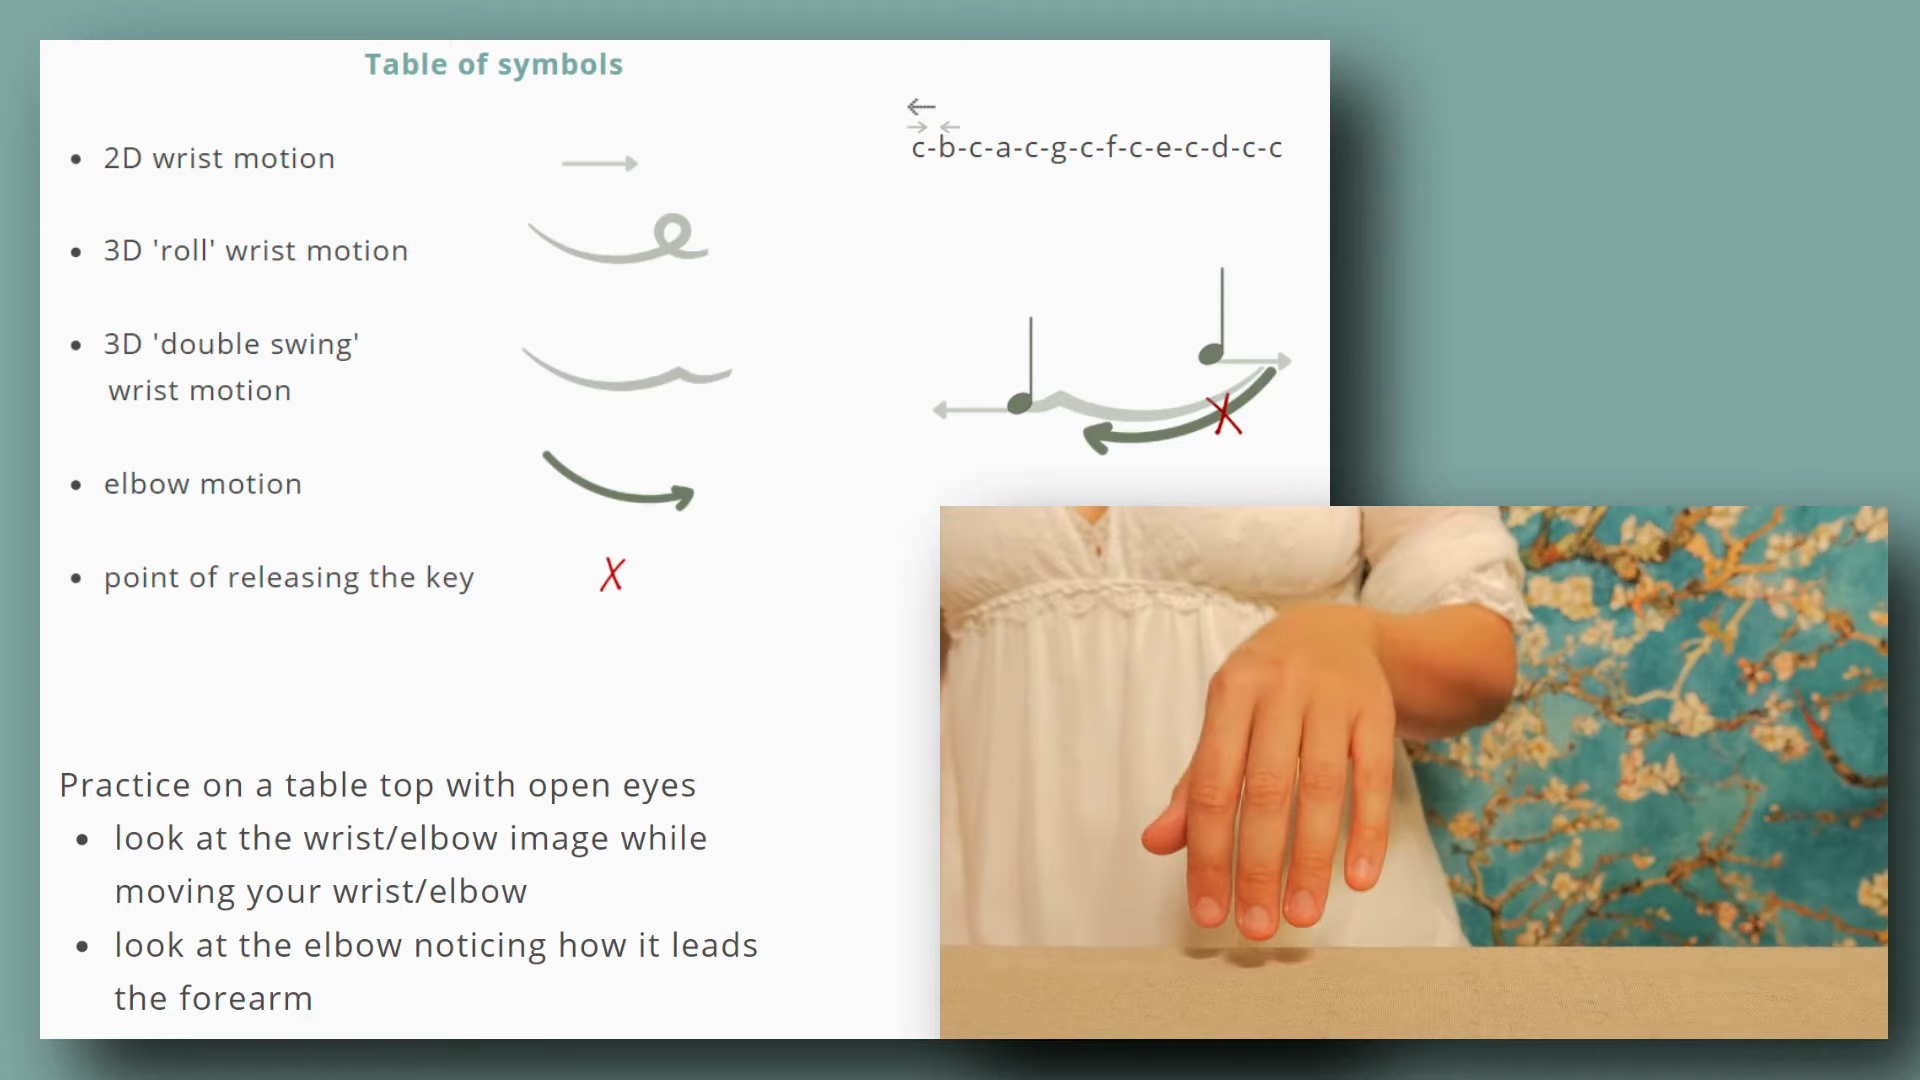 Table of symbols
2D wrist motion
3D 'roll' wrist motion
3D 'double swing'
wrist motion
elbow motion
point of releasing the key
X
c-b-c-a-c-g-c-f-c-e-c-d-c-c
X
Practice on a table top with open eyes
look at the wrist/elbow image while
moving your wrist/elbow
look at the elbow noticing how it leads
the forearm